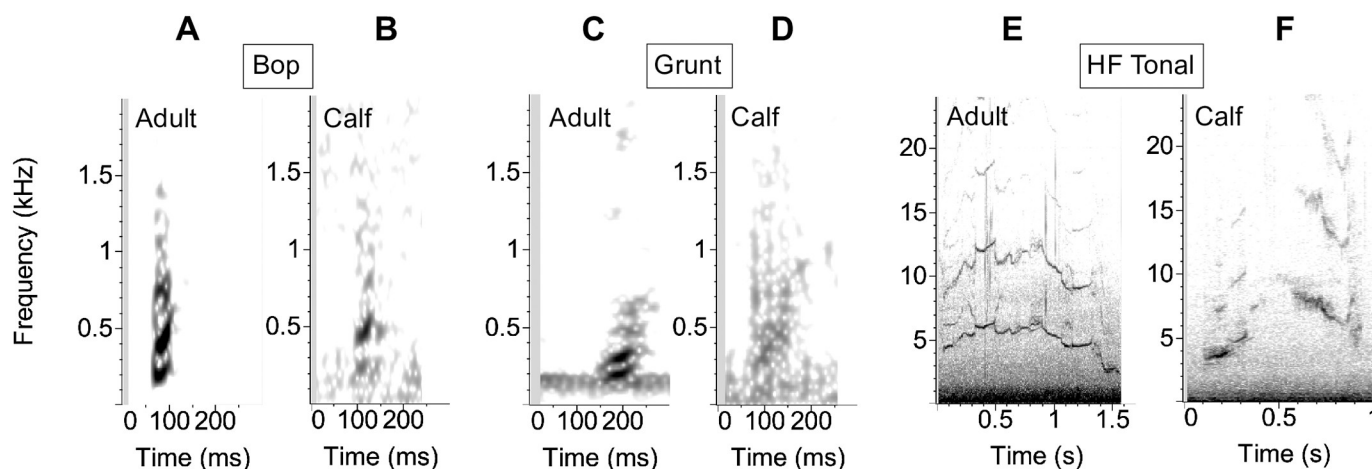 A B C D E F
Bop Grunt HF Tonal
Adult Calf Adult Calf Adult Calf
Frequency (kHz)
1.5 1 0.5
1.5 1 0.5
1.5 1 0.5
1.5 1 0.5
20 15 10 5
20 15 10 5
0 100 200
0 100 200
0 100 200
0 100 200
0.5 1 1.5
0 0.5
Time (ms) Time (ms) Time (ms) Time (ms) Time (s) Time (s)